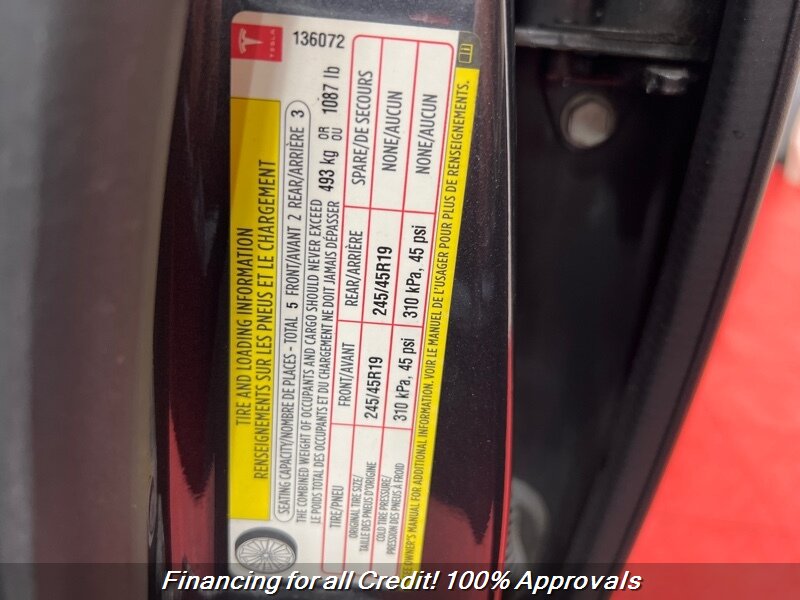 TESLA
136072
TIRE AND LOADING INFORMATION
RENSEIGNEMENTS SUR LES PNEUS ET LE CHARGEMENT
SEATING CAPACITY/NOMBRE DE PLACES - TOTAL 5 FRONT/AVANT 2 REAR/ARRIÈRE 3
THE COMBINED WEIGHT OF OCCUPANTS AND CARGO SHOULD NEVER EXCEED
LE POIDS TOTAL DES OCCUPANTS ET DU CHARGEMENT NE DOIT JAMAIS DÉPASSER
493 kg OR OU 1087 lb
TIRE/PNEU FRONT/AVANT REAR/ARRIÈRE SPARE/DE SECOURS
ORIGINAL TIRE SIZE/
TAILLE DES PNEUS D'ORIGINE
245/45R19 245/45R19 NONE/AUCUN
COLD TIRE PRESSURE/
PRESSION DES PNEUS À FROID
310 kPa, 45 psi 310 kPa, 45 psi NONE/AUCUN
SEE OWNER'S MANUAL FOR ADDITIONAL INFORMATION. VOIR LE MANUEL DE L'USAGER POUR PLUS DE RENSEIGNEMENTS.
Financing for all Credit! 100% Approvals